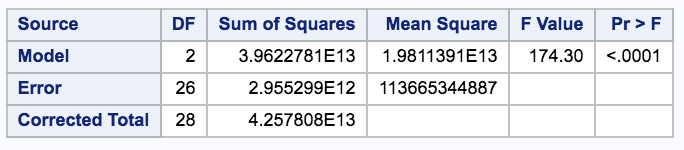 Source DF Sum of Squares Mean Square F Value Pr > F
Model 2 3.9622781E13 1.9811391E13 174.30 <.0001
Error 26 2.955299E12 113665344887
Corrected Total 28 4.257808E13